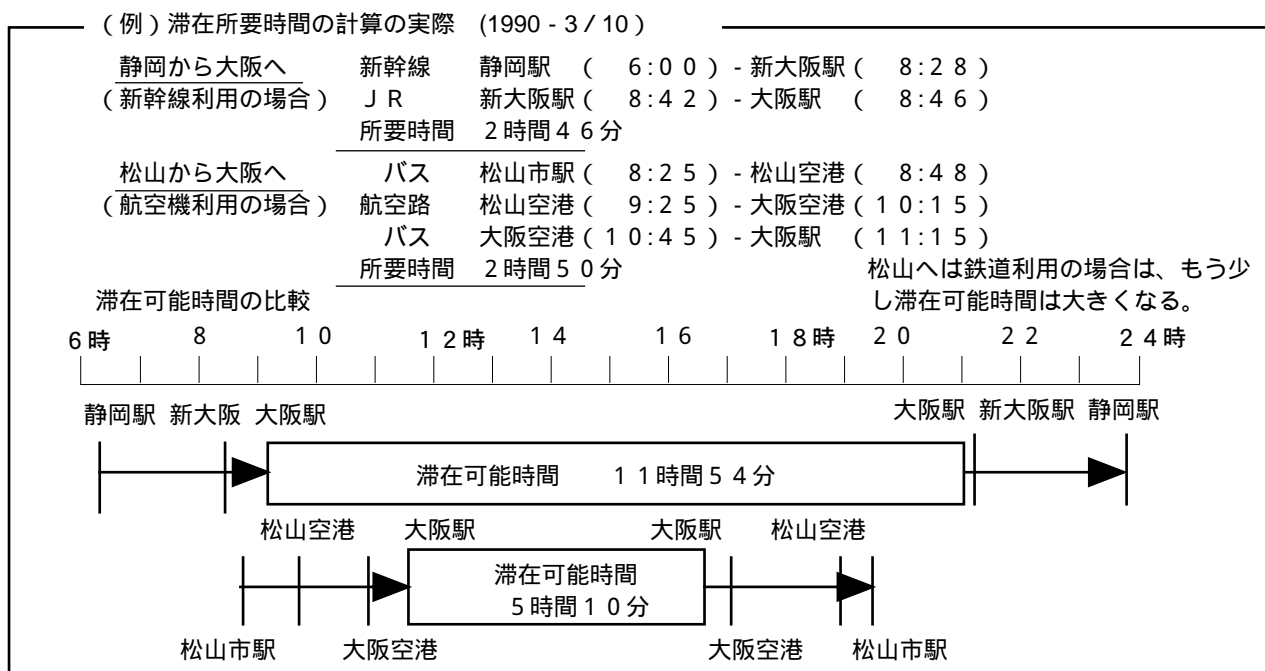 （例）滞在所要時間の計算の実際 (1990 - 3 / 10 )
静岡から大阪へ 新幹線 静岡駅 ( 6:00 ) - 新大阪駅 ( 8:28 )
（新幹線利用の場合） ＪＲ 新大阪駅 ( 8:42 ) - 大阪駅 ( 8:46 )
所要時間 2時間46分
松山から大阪へ バス 松山市駅 ( 8:25 ) - 松山空港 ( 8:48 )
（航空機利用の場合） 航空路 松山空港 ( 9:25 ) - 大阪空港 ( 10:15 )
バス 大阪空港 ( 10:45 ) - 大阪駅 ( 11:15 )
所要時間 2時間50分 松山へは鉄道利用の場合は、もう少
滞在可能時間の比較 し滞在可能時間は大きくなる。
6時 8 10 12時 14 16 18時 20 22 24時
静岡駅 新大阪 大阪駅 大阪駅 新大阪駅 静岡駅
滞在可能時間 11時間54分
松山空港 大阪駅 大阪駅 松山空港
滞在可能時間
5時間10分
松山市駅 大阪空港 大阪空港 松山市駅